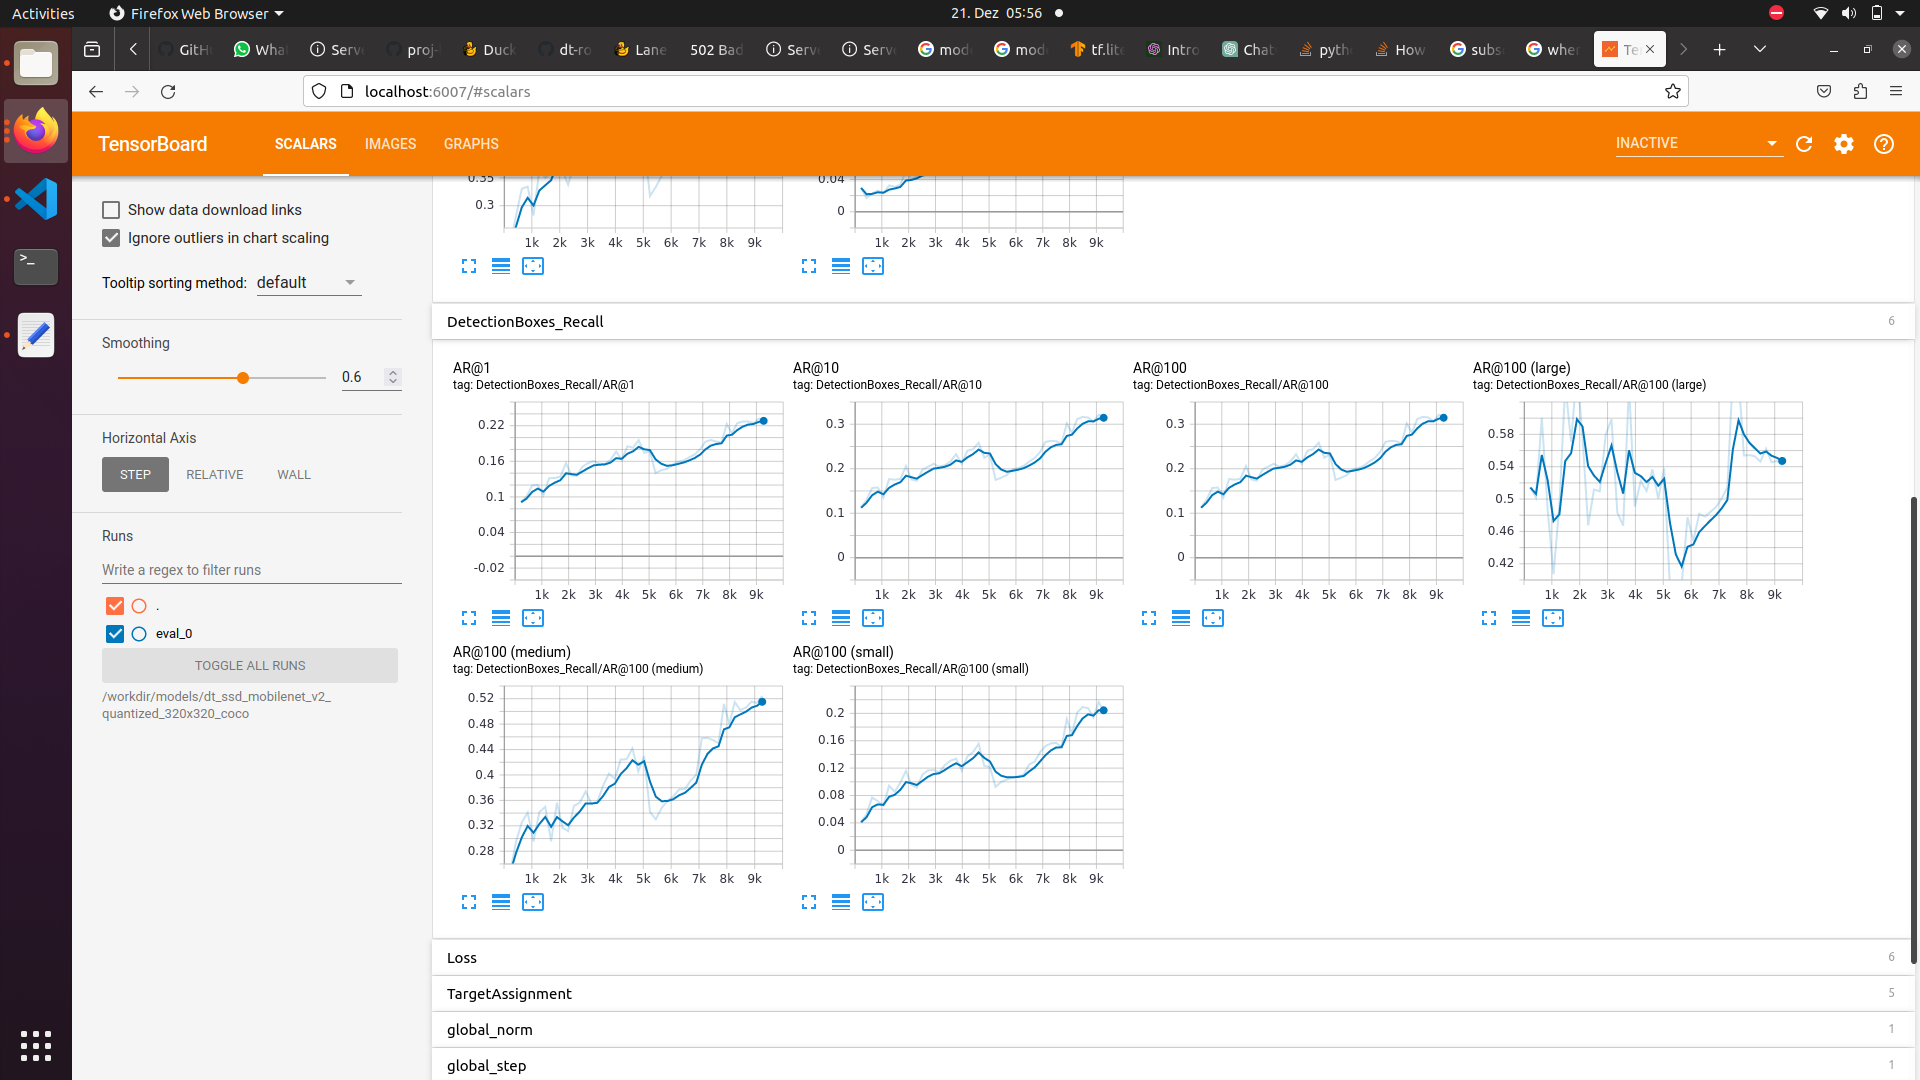 Activities
Firefox Web Browser
21. Dez 05:56
GitH
What
Serv
proj-
Duck
dt-ro
Lane
502 Bad
Serv
Serv
mod
mod
tf.lite
Intro
Chat
pyth
How
subs
when
Te
localhost:6007/#scalars
TensorBoard
SCALARS
IMAGES
GRAPHS
INACTIVE
Show data download links
Ignore outliers in chart scaling
Tooltip sorting method: default
Smoothing
0.6
Horizontal Axis
STEP
RELATIVE
WALL
Runs
Write a regex to filter runs
.
eval_0
TOGGLE ALL RUNS
/workdir/models/dt_ssd_mobilenet_v2_
quantized_320x320_coco
0.35
0.3
1k 2k 3k 4k 5k 6k 7k 8k 9k
0.04
0
1k 2k 3k 4k 5k 6k 7k 8k 9k
DetectionBoxes_Recall
6
AR@1
tag: DetectionBoxes_Recall/AR@1
0.22
0.16
0.1
0.04
-0.02
1k 2k 3k 4k 5k 6k 7k 8k 9k
AR@10
tag: DetectionBoxes_Recall/AR@10
0.3
0.2
0.1
0
1k 2k 3k 4k 5k 6k 7k 8k 9k
AR@100
tag: DetectionBoxes_Recall/AR@100
0.3
0.2
0.1
0
1k 2k 3k 4k 5k 6k 7k 8k 9k
AR@100 (large)
tag: DetectionBoxes_Recall/AR@100 (large)
0.58
0.54
0.5
0.46
0.42
1k 2k 3k 4k 5k 6k 7k 8k 9k
AR@100 (medium)
tag: DetectionBoxes_Recall/AR@100 (medium)
0.52
0.48
0.44
0.4
0.36
0.32
0.28
1k 2k 3k 4k 5k 6k 7k 8k 9k
AR@100 (small)
tag: DetectionBoxes_Recall/AR@100 (small)
0.2
0.16
0.12
0.08
0.04
0
1k 2k 3k 4k 5k 6k 7k 8k 9k
Loss
6
TargetAssignment
5
global_norm
1
global_step
1